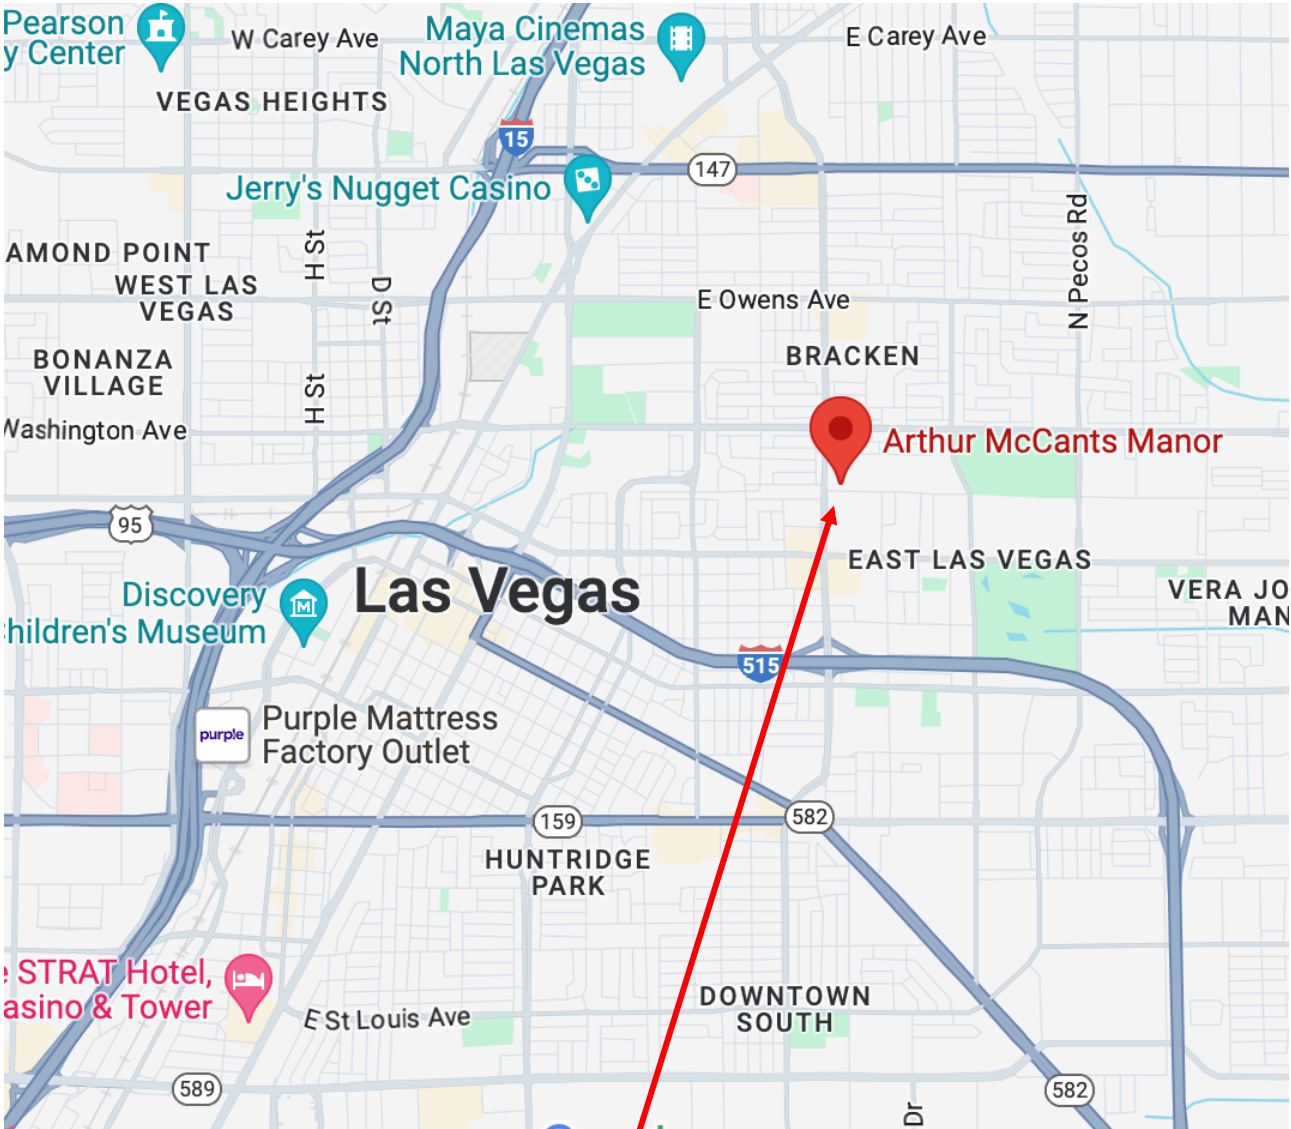 Pearson
y Center
W Carey Ave
Maya Cinemas
North Las Vegas
E Carey Ave
VEGAS HEIGHTS
15
147
Jerry's Nugget Casino
N Pecos Rd
H St
AMOND POINT
WEST LAS
VEGAS
D St
E Owens Ave
BRACKEN
BONANZA
VILLAGE
H St
Washington Ave
Arthur McCants Manor
95
EAST LAS VEGAS
Las Vegas
Discovery
Children's Museum
VERA JO
MAN
515
purple
Purple Mattress
Factory Outlet
159
582
HUNTRIDGE
PARK
e STRAT Hotel,
asino & Tower
DOWNTOWN
SOUTH
E St Louis Ave
589
582
Dr